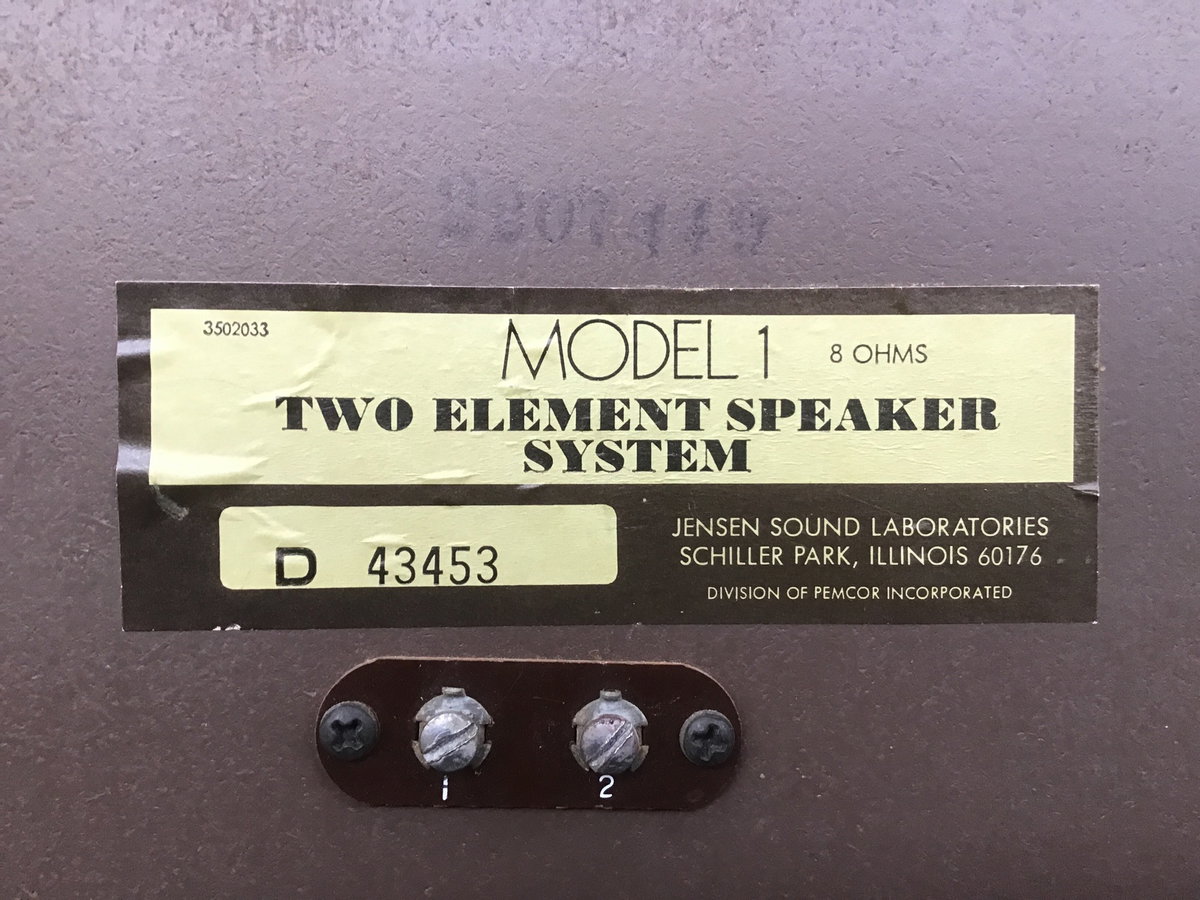 3502033
MODEL 1
8 OHMS
TWO ELEMENT SPEAKER
SYSTEM
D 43453
JENSEN SOUND LABORATORIES
SCHILLER PARK, ILLINOIS 60176
DIVISION OF PEMCOR INCORPORATED
1
2